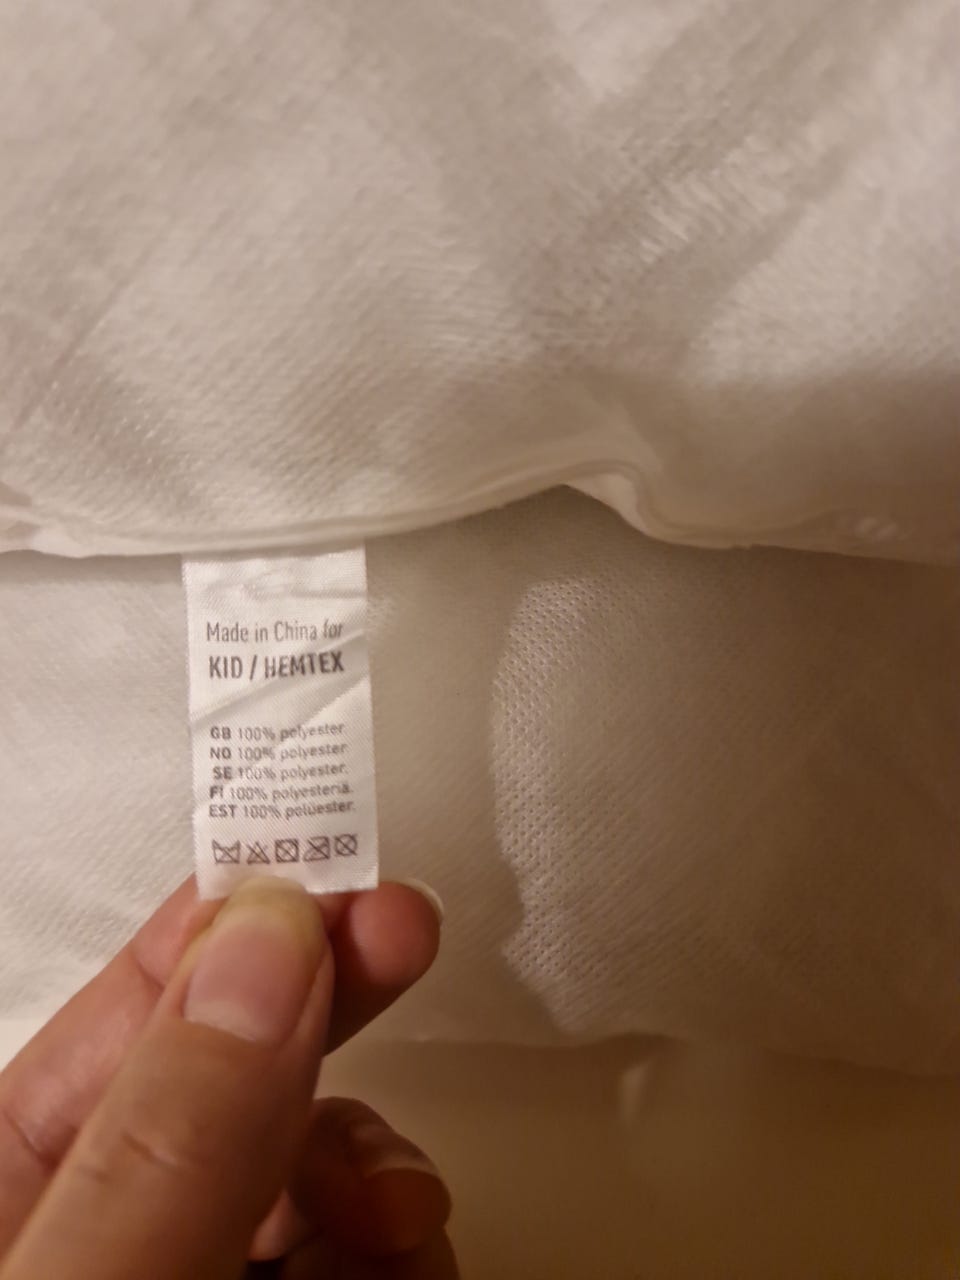 Made in China for
KID / HEMTEX
GB 100% polyester.
NO 100% polyester.
SE 100% polyester.
FI 100% polyesteriä.
EST 100% polüester.